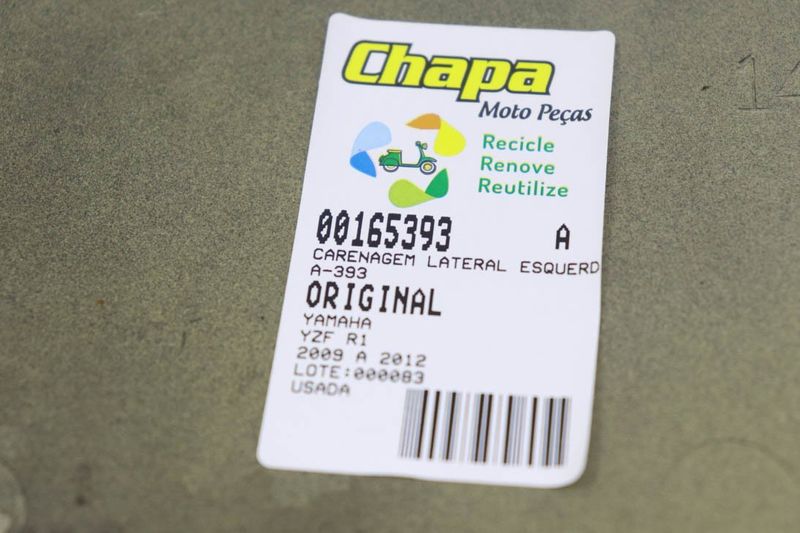 Chapa
Moto Peças
Recicle
Renove
Reutilize
00165393 A
CARENAGEM LATERAL ESQUERD
A-393
ORIGINAL
YAMAHA
YZF R1
2009 A 2012
LOTE:000083
USADA